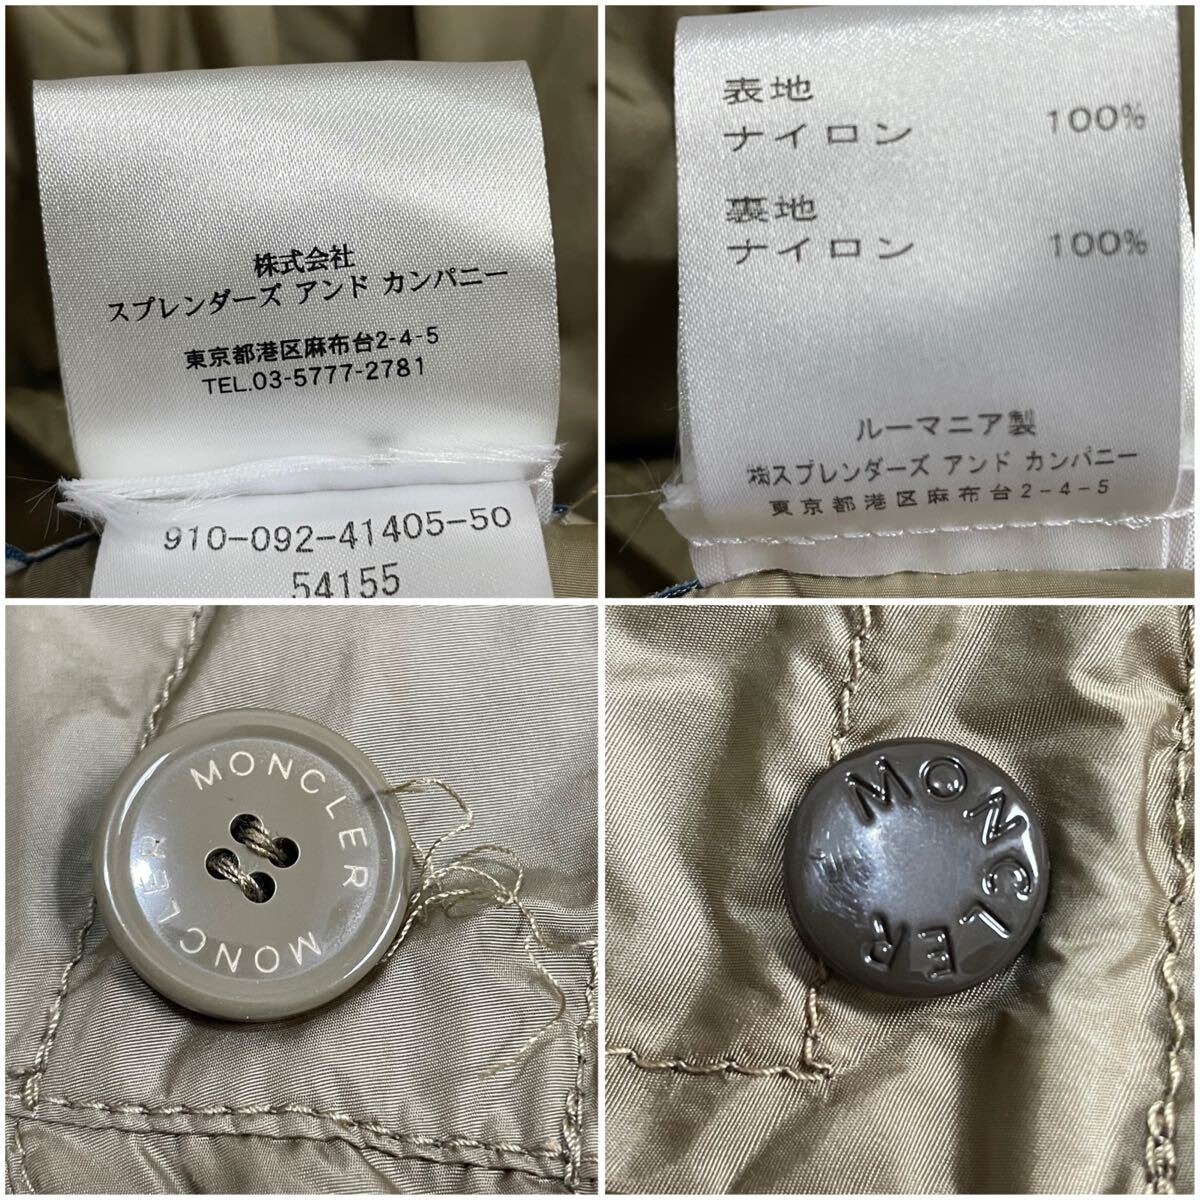 株式会社
スプレンダーズ アンド カンパニー
東京都港区麻布台2-4-5
TEL.03-5777-2781
910-092-41405-50
54155
表地
ナイロン 100%
裏地
ナイロン 100%
ルーマニア製
㈱スプレンダーズ アンド カンパニー
東京都港区麻布台2-4-5
MONCLER MONCLER
MONCLER